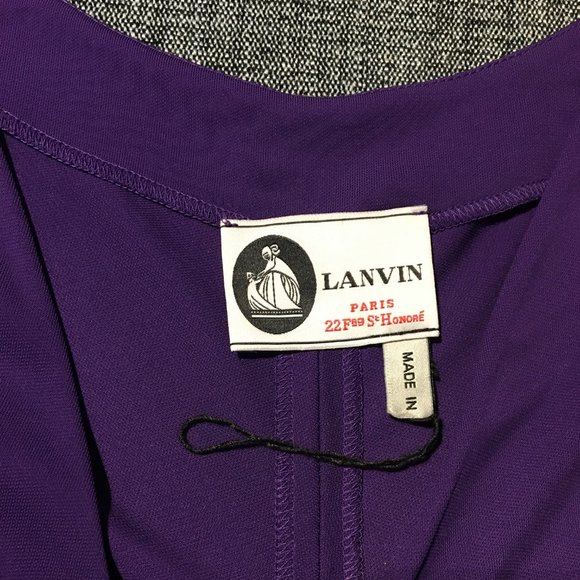 LANVIN
PARIS
22 Fbg St Honoré
MADE IN